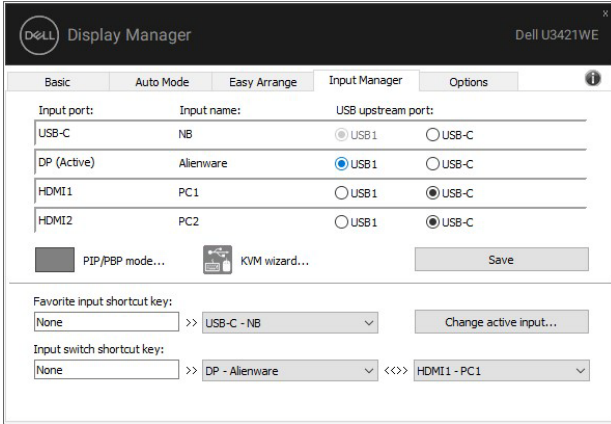 DELL Display Manager Dell U3421WE
Basic Auto Mode Easy Arrange Input Manager Options
Input port: Input name: USB upstream port:
USB-C NB USB1 USB-C
DP (Active) Alienware USB1 USB-C
HDMI1 PC1 USB1 USB-C
HDMI2 PC2 USB1 USB-C
PIP/PBP mode... KVM wizard... Save
Favorite input shortcut key:
None >> USB-C - NB Change active input...
Input switch shortcut key:
None >> DP - Alienware <<>> HDMI1 - PC1